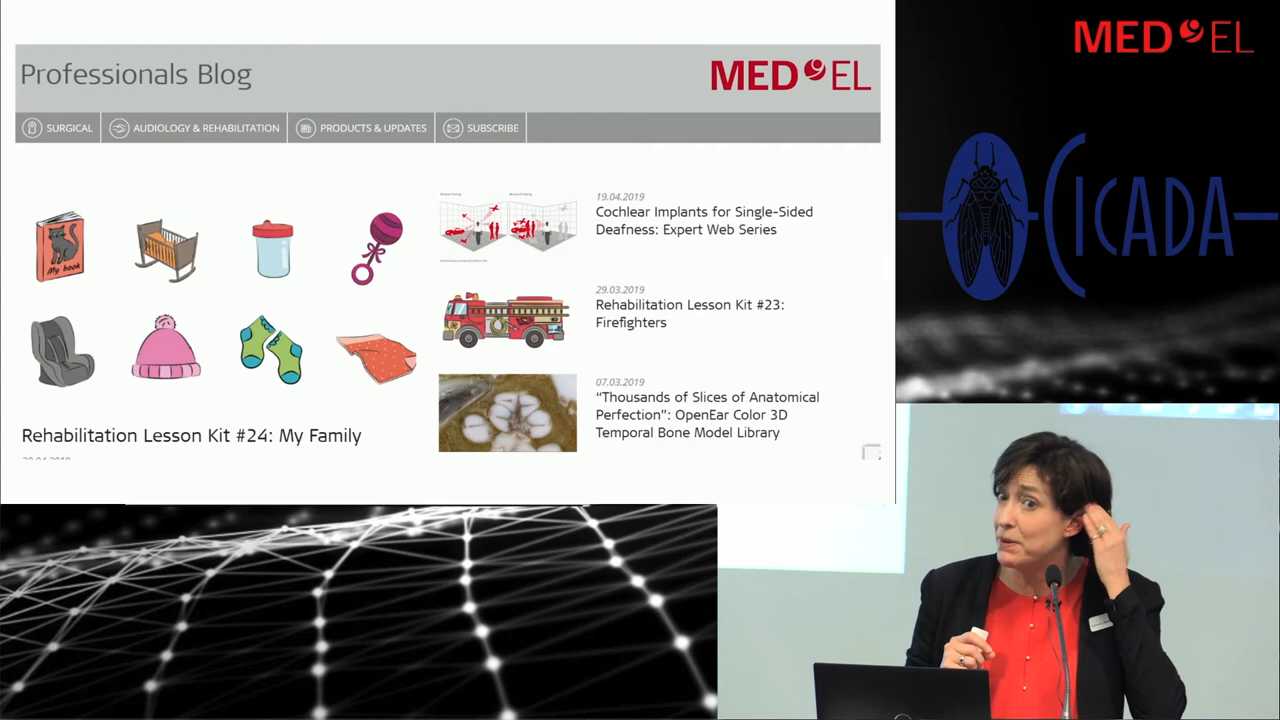 Professionals Blog
MED EL
SURGICAL
AUDIOLOGY & REHABILITATION
PRODUCTS & UPDATES
SUBSCRIBE
My book
Rehabilitation Lesson Kit #24: My Family
19.04.2019
Cochlear Implants for Single-Sided
Deafness: Expert Web Series
29.03.2019
Rehabilitation Lesson Kit #23:
Firefighters
07.03.2019
“Thousands of Slices of Anatomical
Perfection”: OpenEar Color 3D
Temporal Bone Model Library
MED EL
CICADA